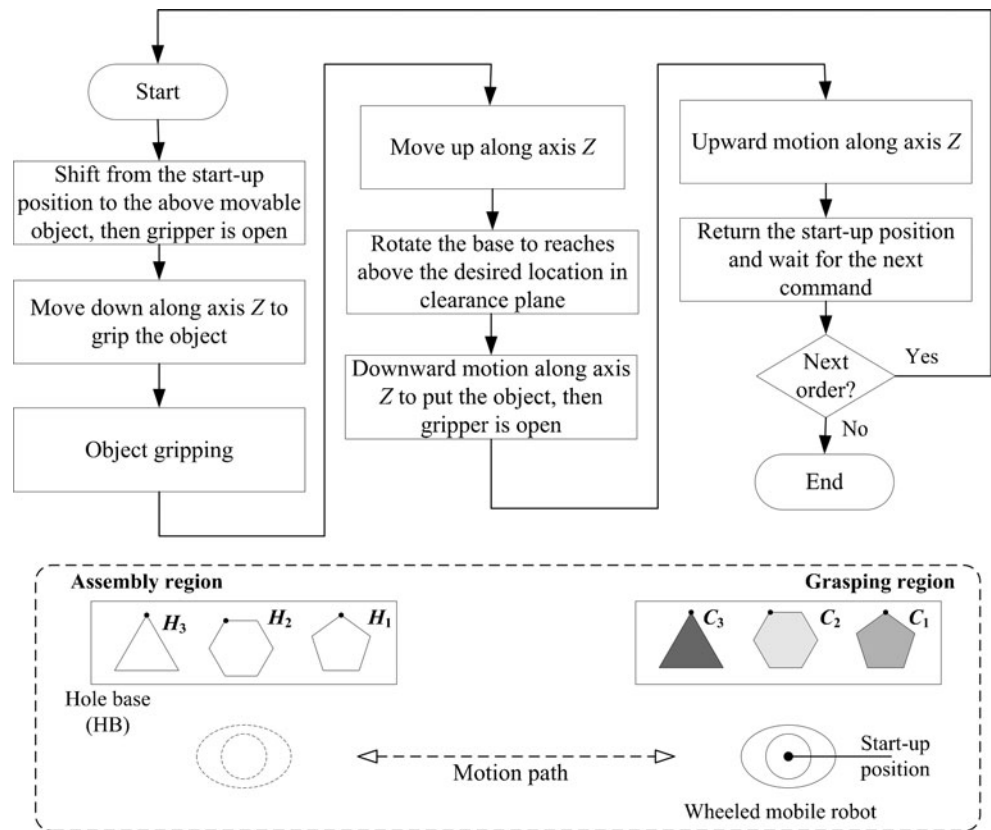 Start
Shift from the start-up
position to the above movable
object, then gripper is open
Move down along axis Z to
grip the object
Object gripping
Move up along axis Z
Rotate the base to reaches
above the desired location in
clearance plane
Downward motion along axis
Z to put the object, then
gripper is open
Upward motion along axis Z
Return the start-up position
and wait for the next
command
Next
order?
Yes
No
End
Assembly region
H3
H2
H1
Hole base
(HB)
Grasping region
C3
C2
C1
Motion path
Start-up
position
Wheeled mobile robot